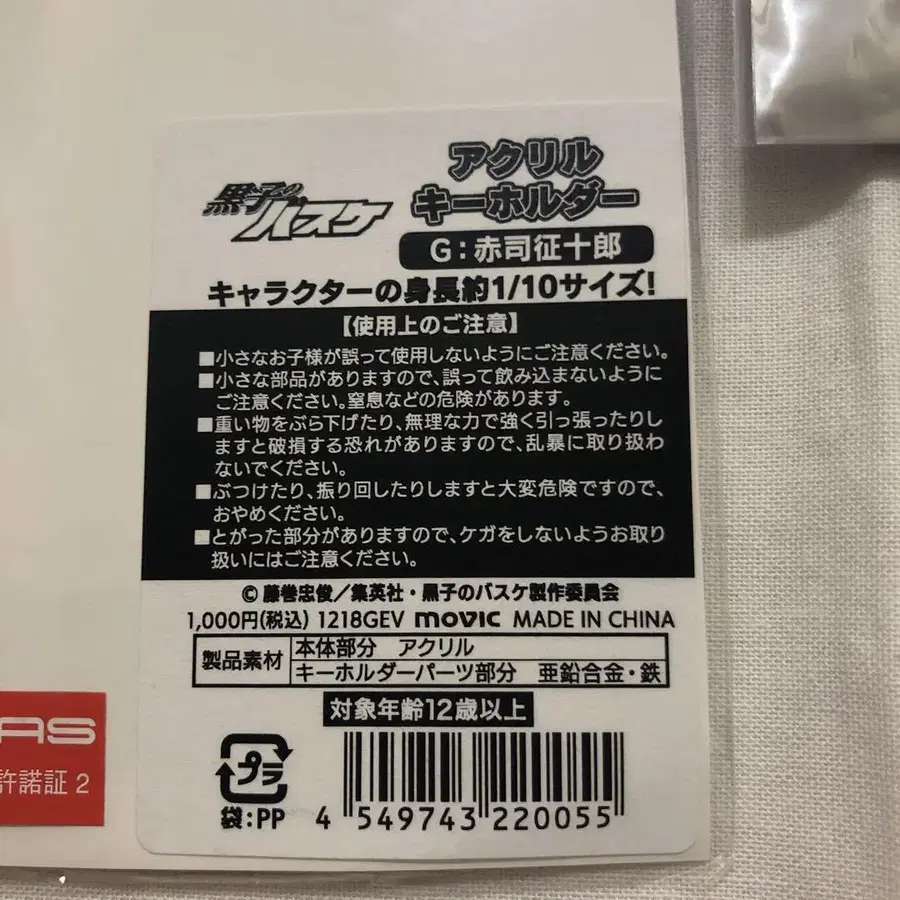 黒子の
バスケ
アクリル
キーホルダー
G：赤司征十郎
キャラクターの身長約1/10サイズ!
【使用上のご注意】
■小さなお子様が誤って使用しないようにご注意ください。
■小さな部品がありますので、誤って飲み込まないように
ご注意ください。窒息などの危険があります。
■重い物をぶら下げたり、無理な力で強く引っ張ったりし
ますと破損する恐れがありますので、乱暴に取り扱わ
ないでください。
■ぶつけたり、振り回したりしますと大変危険ですので、
おやめください。
■とがった部分がありますので、ケガをしないようお取り
扱いにはご注意ください。
© 藤巻忠俊／集英社・黒子のバスケ製作委員会
1,000円(税込) 1218GEV movic MADE IN CHINA
製品素材 本体部分 アクリル
キーホルダーパーツ部分 亜鉛合金・鉄
対象年齢12歳以上
AS
許諾証 2
プラ
袋:PP
4 549743 220055